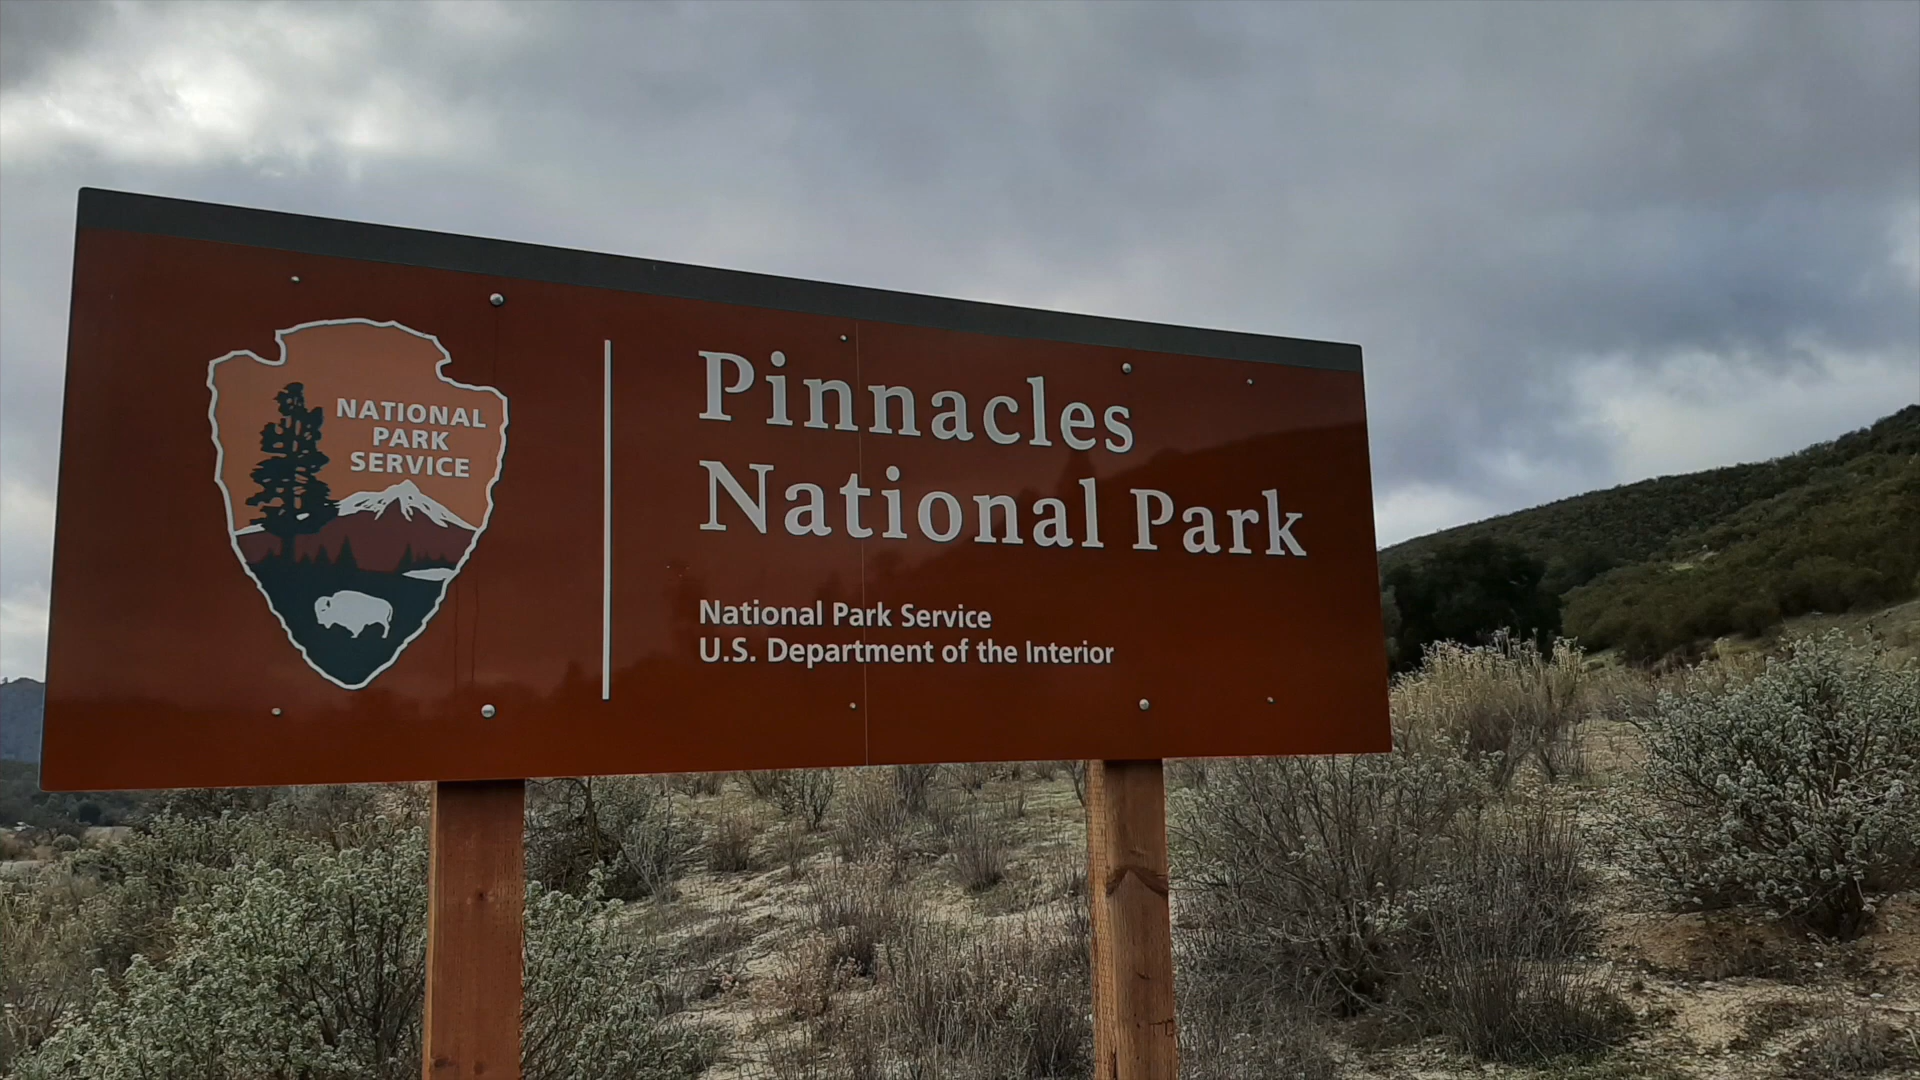 NATIONAL
PARK
SERVICE
Pinnacles
National Park
National Park Service
U.S. Department of the Interior